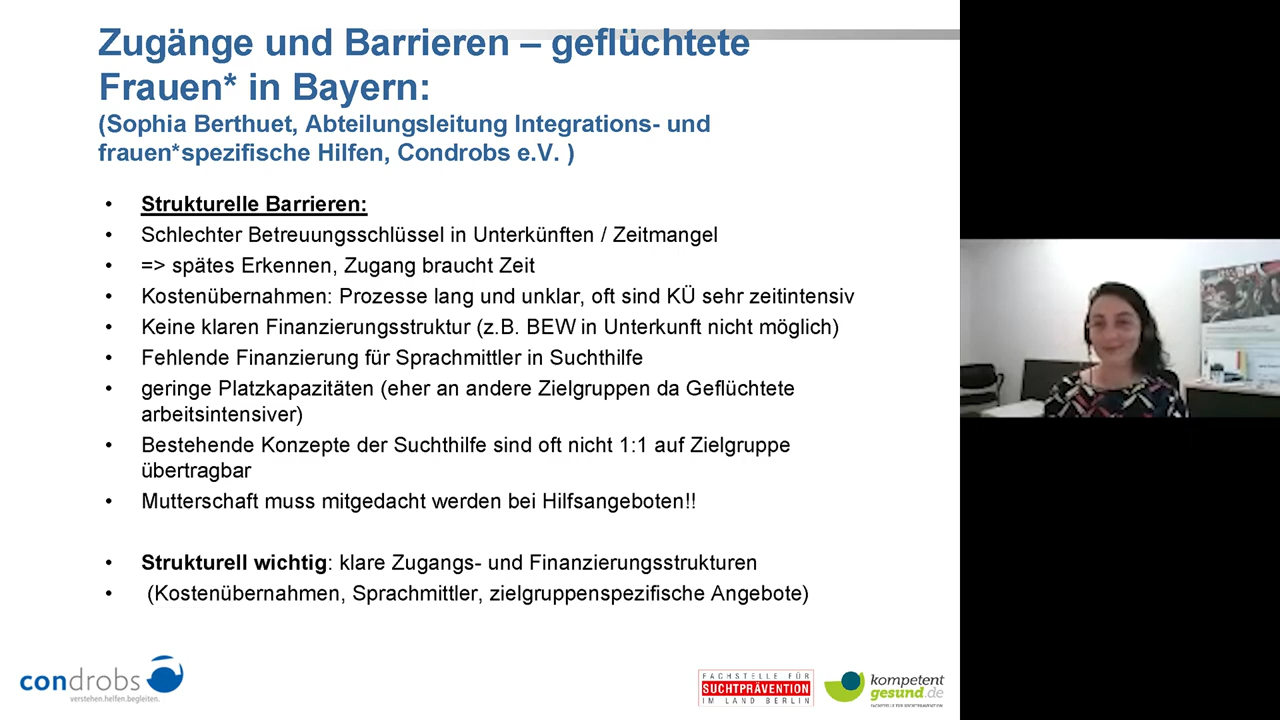 Zugänge und Barrieren – geflüchtete
Frauen* in Bayern:
(Sophia Berthuet, Abteilungsleitung Integrations- und
frauen*spezifische Hilfen, Condrobs e.V. )
• Strukturelle Barrieren:
• Schlechter Betreuungsschlüssel in Unterkünften / Zeitmangel
• => spätes Erkennen, Zugang braucht Zeit
• Kostenübernahmen: Prozesse lang und unklar, oft sind KÜ sehr zeitintensiv
• Keine klaren Finanzierungsstruktur (z.B. BEW in Unterkunft nicht möglich)
• Fehlende Finanzierung für Sprachmittler in Suchthilfe
• geringe Platzkapazitäten (eher an andere Zielgruppen da Geflüchtete
arbeitsintensiver)
• Bestehende Konzepte der Suchthilfe sind oft nicht 1:1 auf Zielgruppe
übertragbar
• Mutterschaft muss mitgedacht werden bei Hilfsangeboten!!
• Strukturell wichtig: klare Zugangs- und Finanzierungsstrukturen
• (Kostenübernahmen, Sprachmittler, zielgruppenspezifische Angebote)
condrobs
verstehen.helfen.begleiten.
FACHSTELLE FÜR
SUCHTPRÄVENTION
IM LAND BERLIN
kompetent
gesund.de
FACHSTELLE FÜR SUCHTPRÄVENTION